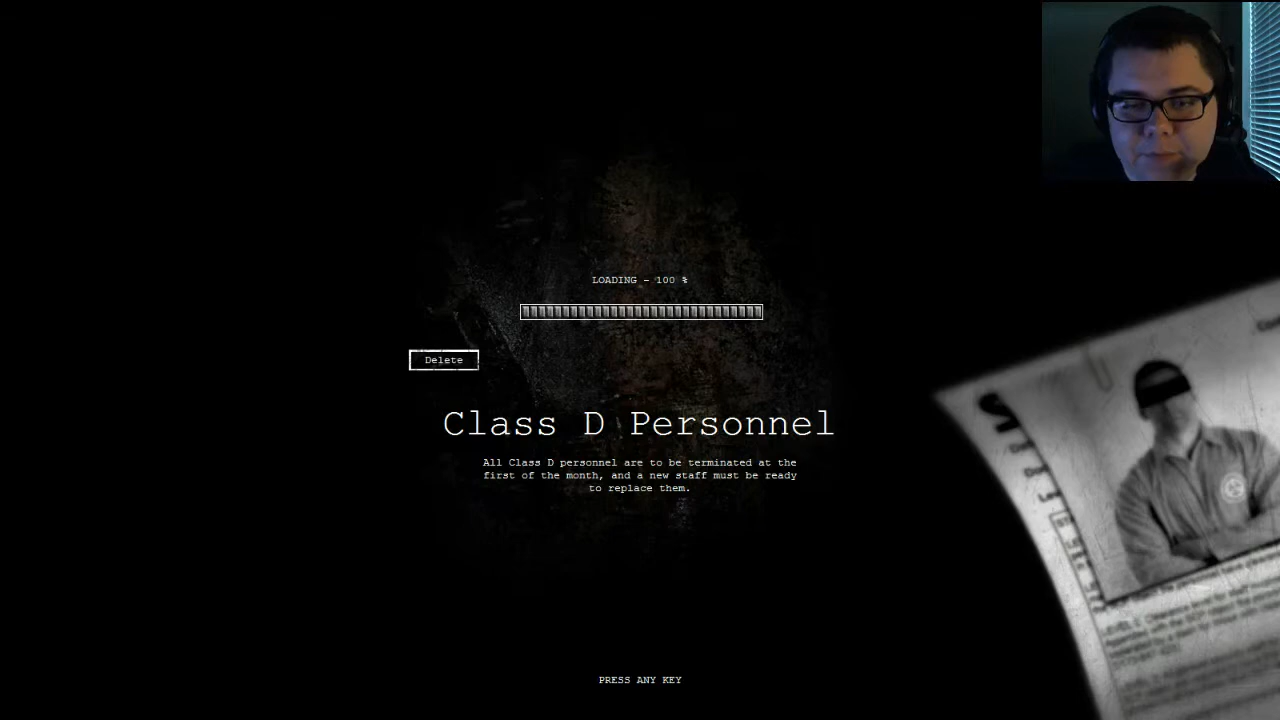 LOADING - 100 %
Delete
Class D Personnel
All Class D personnel are to be terminated at the
first of the month, and a new staff must be ready
to replace them.
PRESS ANY KEY